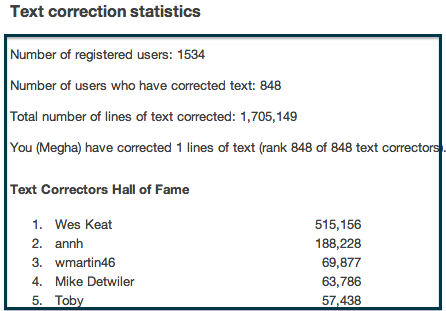 Text correction statistics
Number of registered users: 1534
Number of users who have corrected text: 848
Total number of lines of text corrected: 1,705,149
You (Megha) have corrected 1 lines of text (rank 848 of 848 text correctors).
Text Correctors Hall of Fame
1. Wes Keat 515,156
2. annh 188,228
3. wmartin46 69,877
4. Mike Detwiler 63,786
5. Toby 57,438